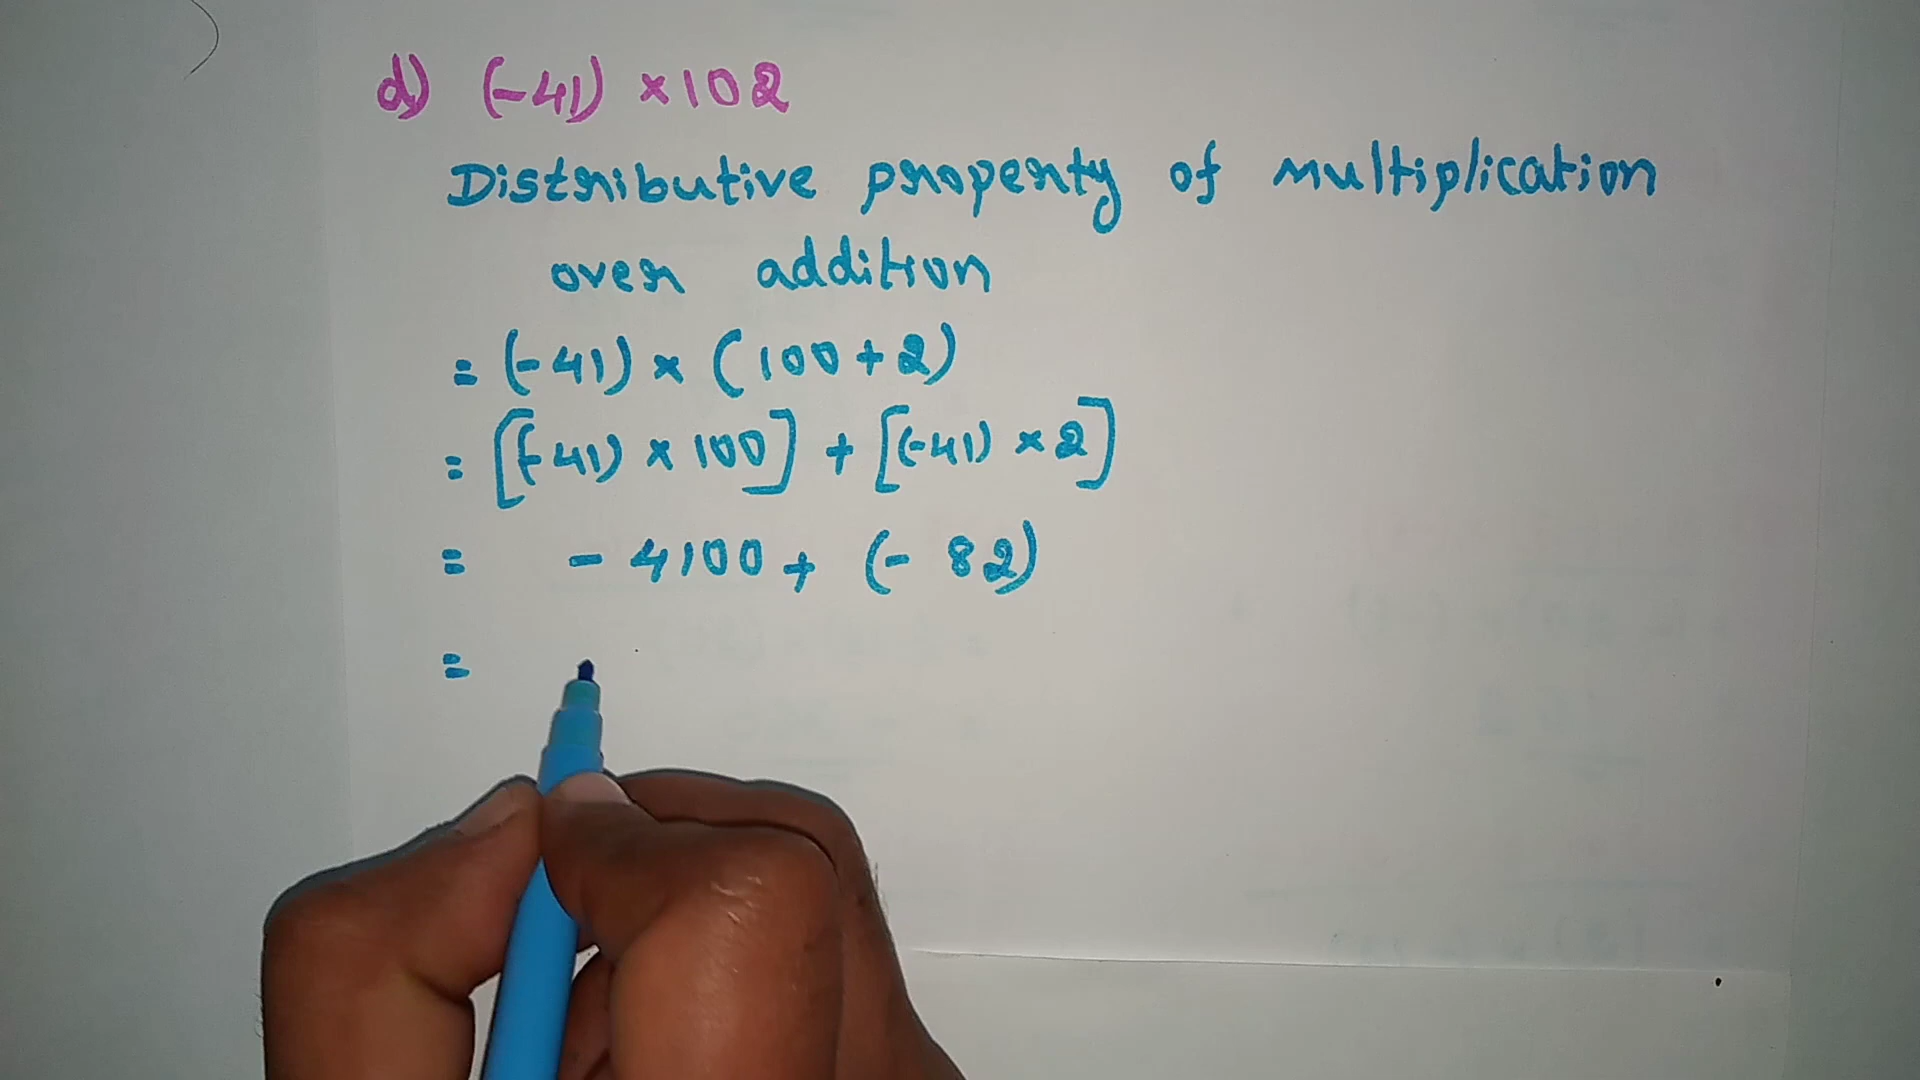 d) (-41) × 102
Distributive property of multiplication
over addition
= (-41) × (100+2)
= [(-41) × 100] + [(-41) × 2]
= - 4100 + (- 82)
=